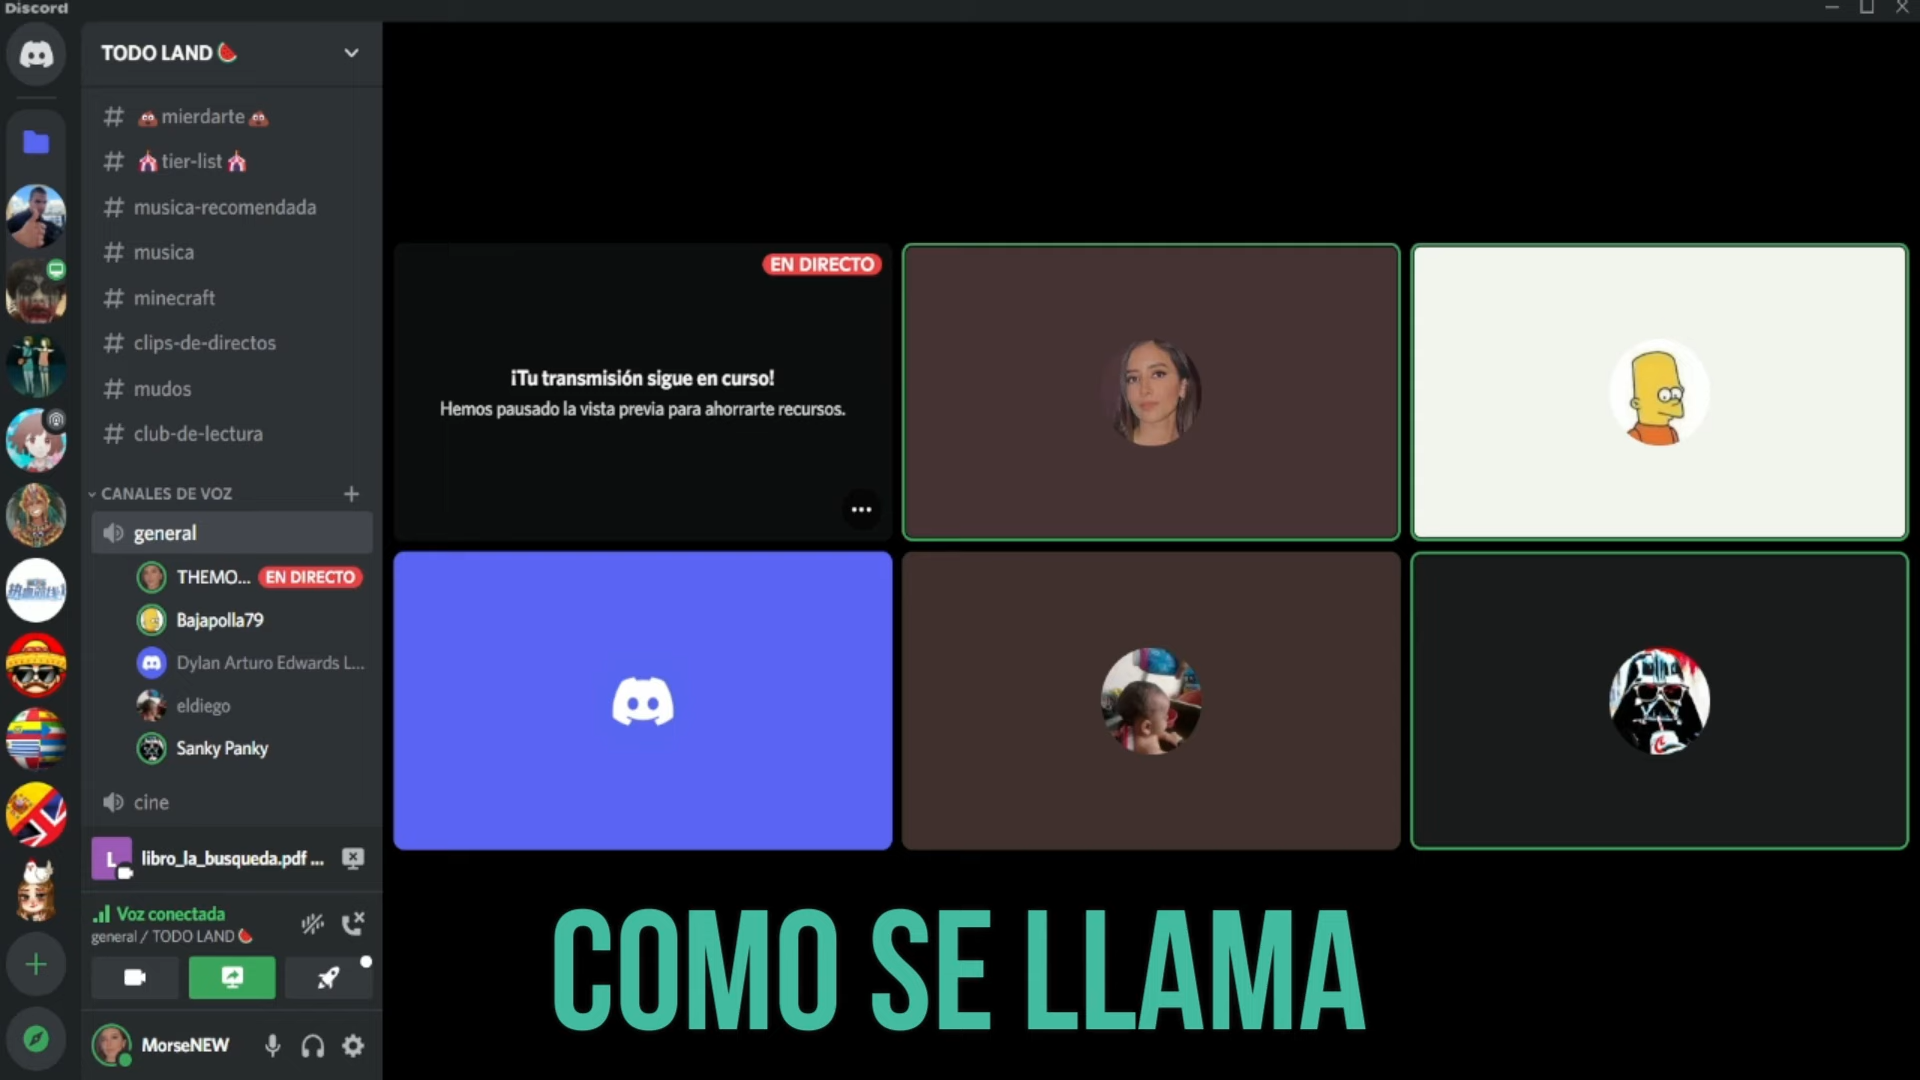 Discord
TODO LAND🍉
# 💩mierdarte💩
# 🎪tier-list🎪
# musica-recomendada
# musica
# minecraft
# clips-de-directos
# mudos
# club-de-lectura
CANALES DE VOZ
general
THEMO... EN DIRECTO
Bajapolla79
Dylan Arturo Edwards L...
eldiego
Sanky Panky
cine
L
libro_la_busqueda.pdf ...
Voz conectada
general / TODO LAND🍉
MorseNEW
EN DIRECTO
¡Tu transmisión sigue en curso!
Hemos pausado la vista previa para ahorrarte recursos.
COMO SE LLAMA